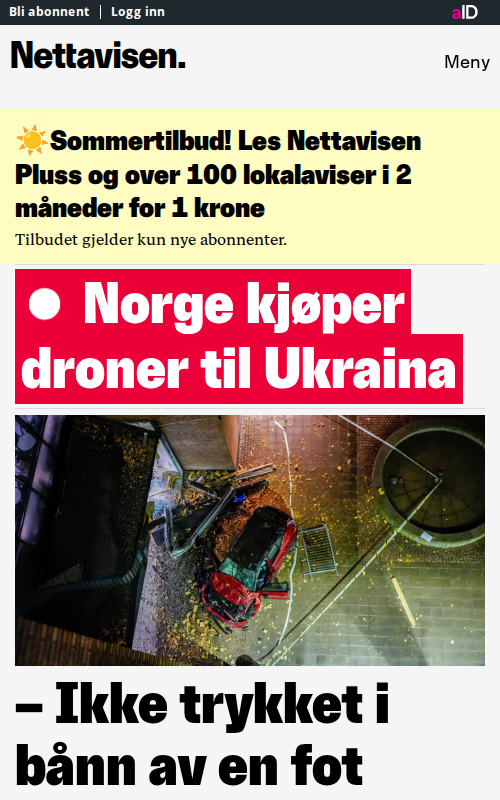 Bli abonnent | Logg inn
aID
Nettavisen.
Meny
☀️Sommertilbud! Les Nettavisen
Pluss og over 100 lokalaviser i 2
måneder for 1 krone
Tilbudet gjelder kun nye abonnenter.
Norge kjøper
droner til Ukraina
– Ikke trykket i
bånn av en fot